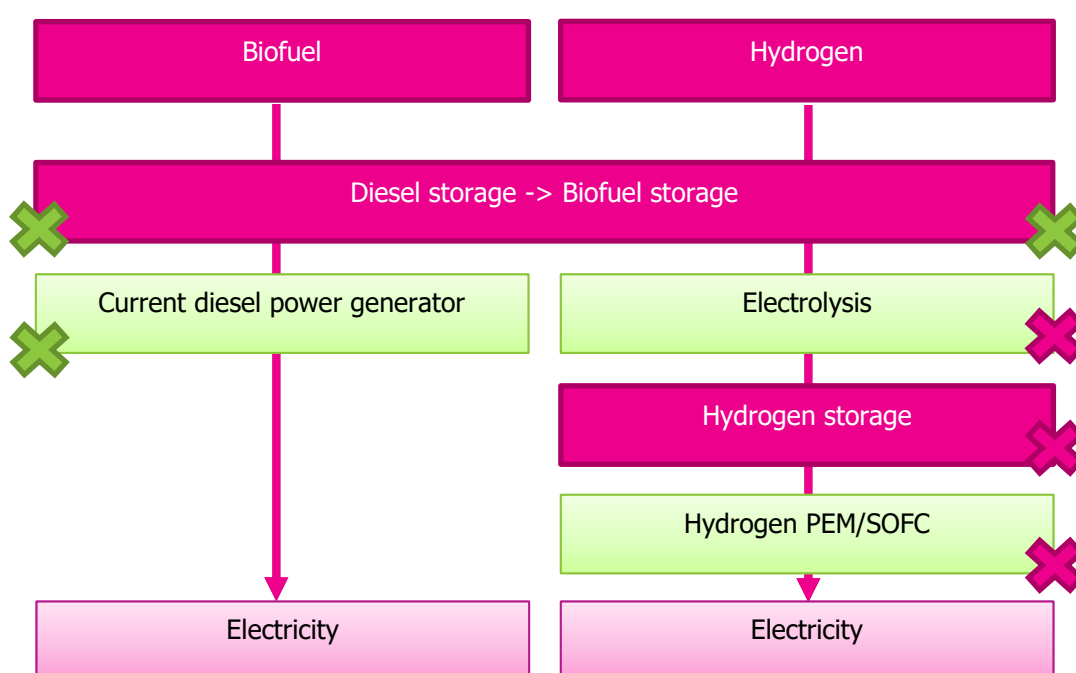 Biofuel
Hydrogen
Diesel storage -> Biofuel storage
Current diesel power generator
Electrolysis
Hydrogen storage
Hydrogen PEM/SOFC
Electricity
Electricity